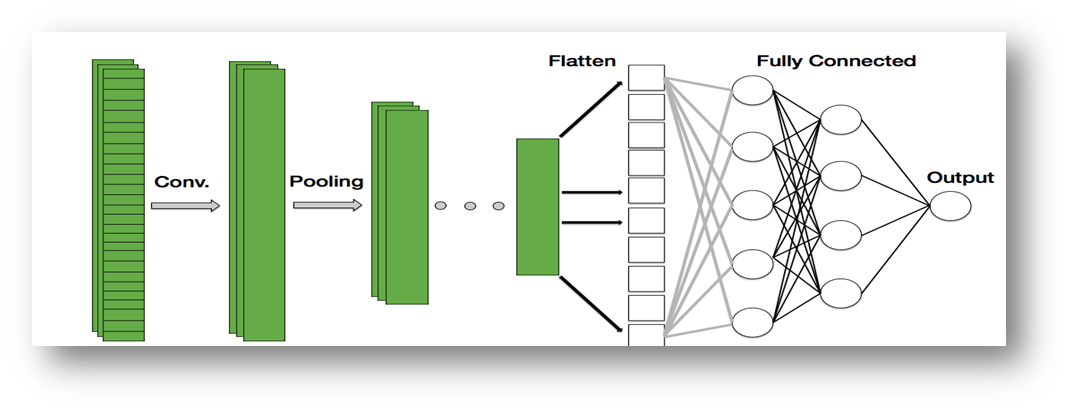 Flatten
Fully Connected
Conv.
Pooling
Output